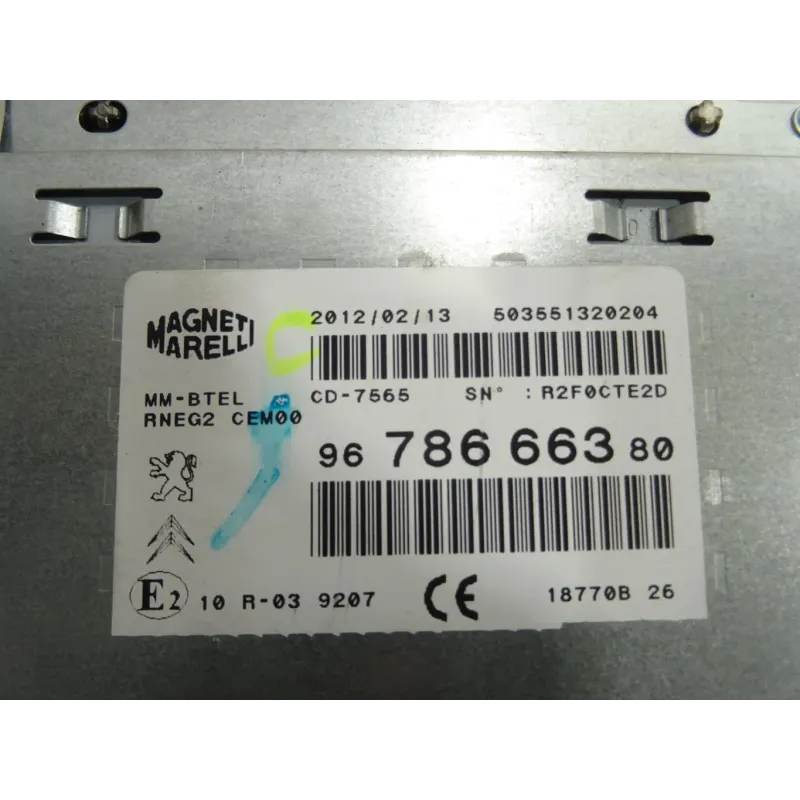 MAGNETI
MARELLI
2012/02/13 503551320204
MM-BTEL
RNEG2 CEM00
CD-7565 SN° : R2F0CTE2D
96 786 663 80
E2 10 R-03 9207 CE 18770B 26